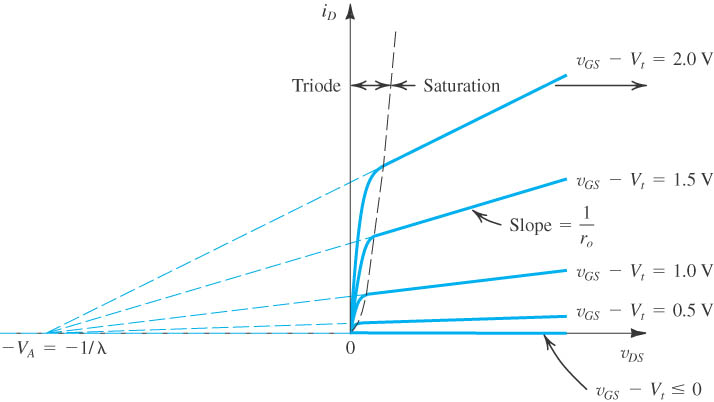 i_D
Triode
Saturation
v_GS − V_t = 2.0 V
v_GS − V_t = 1.5 V
Slope = 1/r_o
v_GS − V_t = 1.0 V
v_GS − V_t = 0.5 V
−V_A = −1/λ
0
v_DS
v_GS − V_t ≤ 0